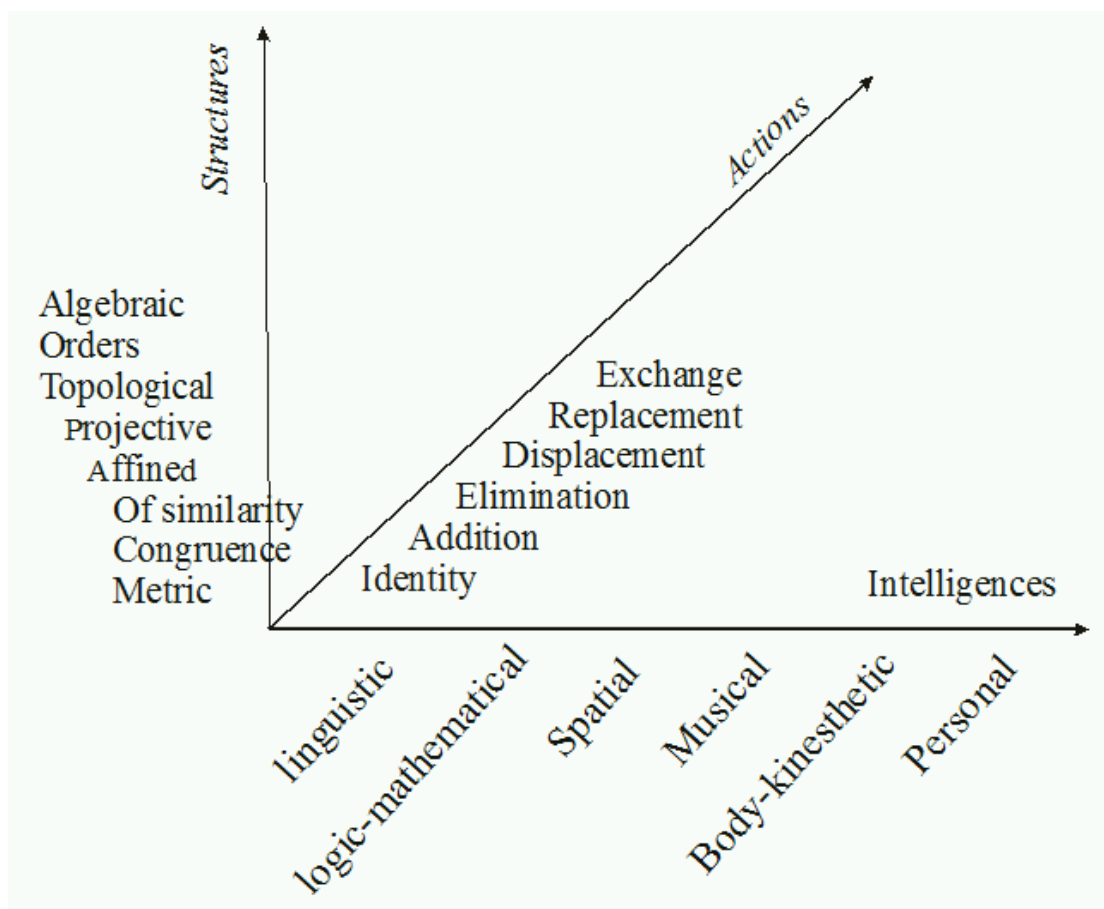 Structures
Actions
Algebraic
Orders
Topological
Projective
Affined
Of similarity
Congruence
Metric
Exchange
Replacement
Displacement
Elimination
Addition
Identity
Intelligences
linguistic
logic-mathematical
Spatial
Musical
Body-kinesthetic
Personal